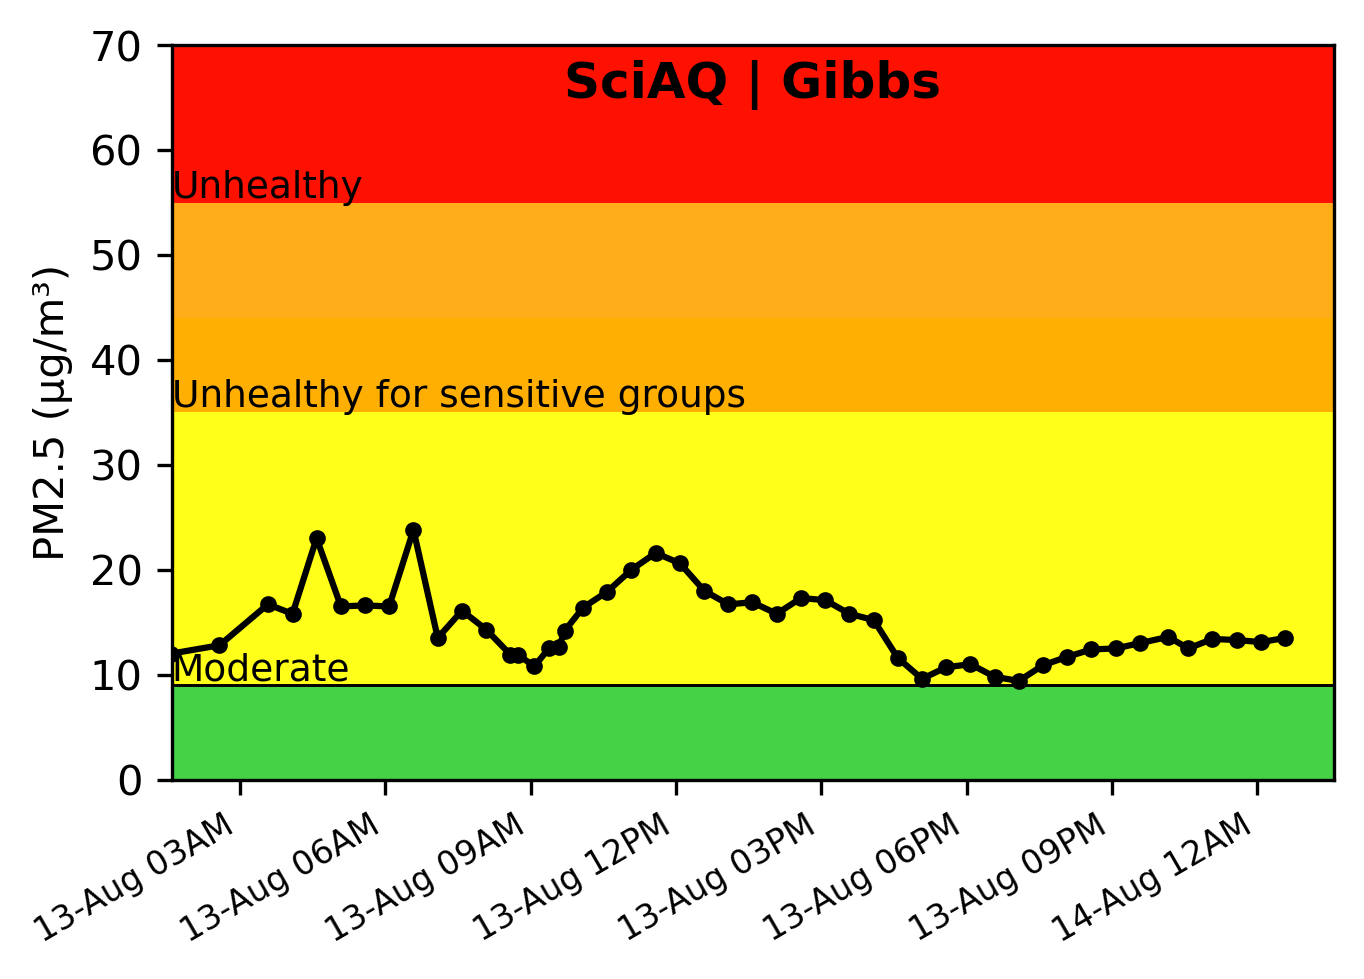 SciAQ | Gibbs
PM2.5 (µg/m³)
70
60
50
40
30
20
10
0
Unhealthy
Unhealthy for sensitive groups
Moderate
13-Aug 03AM
13-Aug 06AM
13-Aug 09AM
13-Aug 12PM
13-Aug 03PM
13-Aug 06PM
13-Aug 09PM
14-Aug 12AM